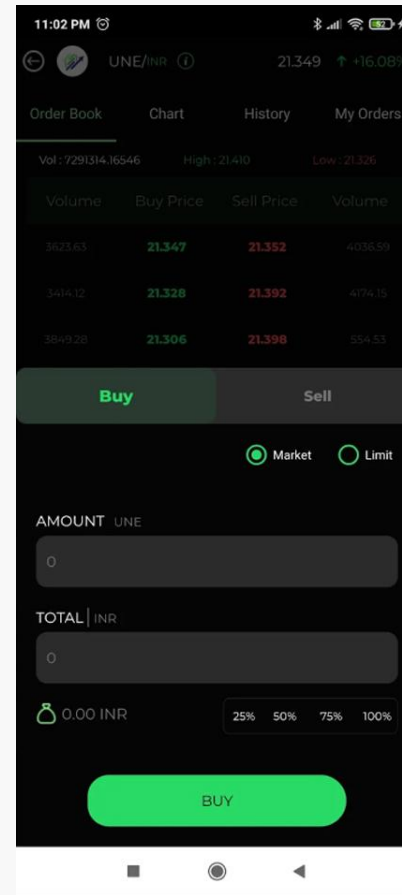 11:02 PM 52
UNE/INR i 21.349 ↑ +16.08%
Order Book Chart History My Orders
Vol : 7291314.16546 High : 21.410 Low : 21.326
Volume Buy Price Sell Price Volume
3623.63 21.347 21.352 4036.59
3414.12 21.328 21.392 4174.15
3849.28 21.306 21.398 554.53
Buy Sell
Market Limit
AMOUNT UNE
0
TOTAL | INR
0
0.00 INR 25% 50% 75% 100%
BUY